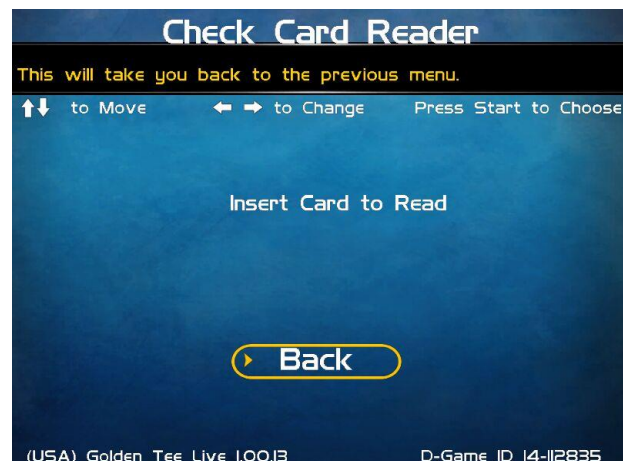 Check Card Reader
This will take you back to the previous menu.
to Move to Change Press Start to Choose
Insert Card to Read
Back
(USA) Golden Tee Live 1.00.13 D-Game ID 14-112835